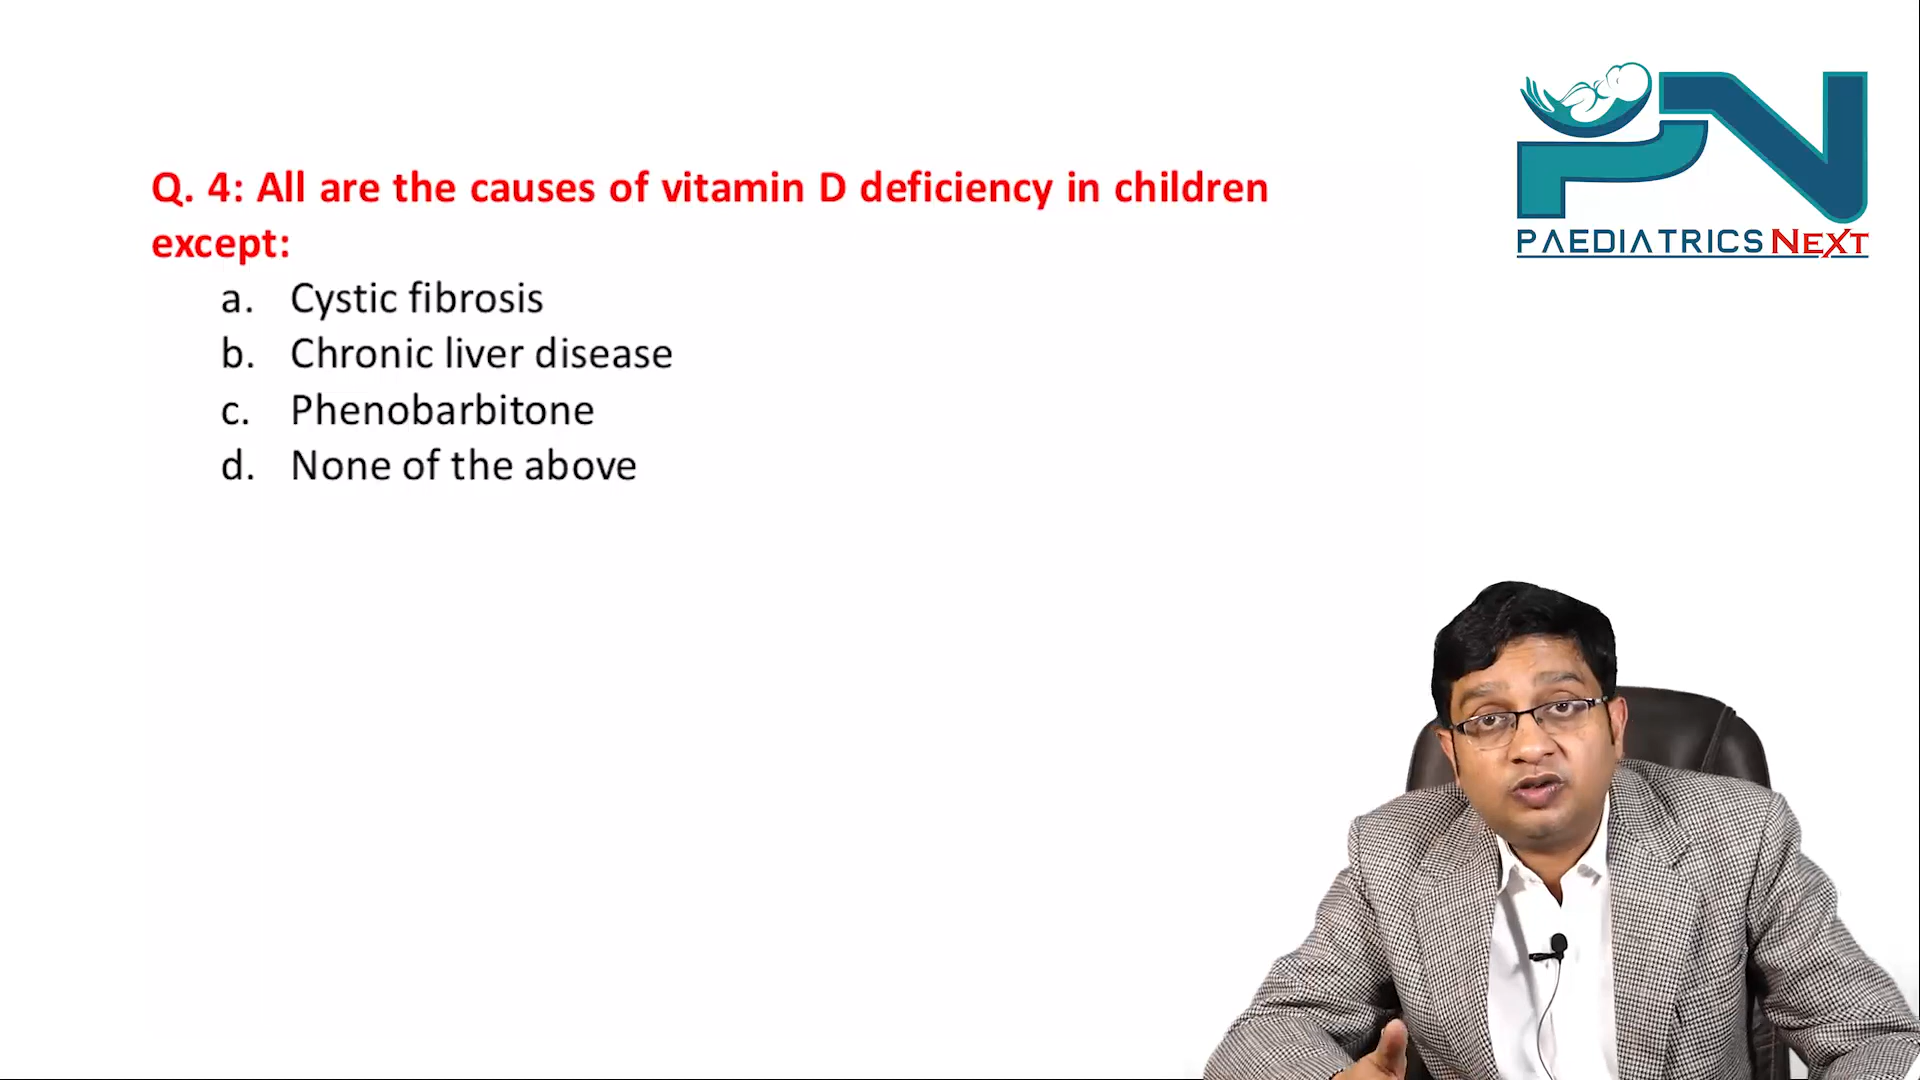 PAEDIATRICS NEXT
Q. 4: All are the causes of vitamin D deficiency in children
except:
a. Cystic fibrosis
b. Chronic liver disease
c. Phenobarbitone
d. None of the above